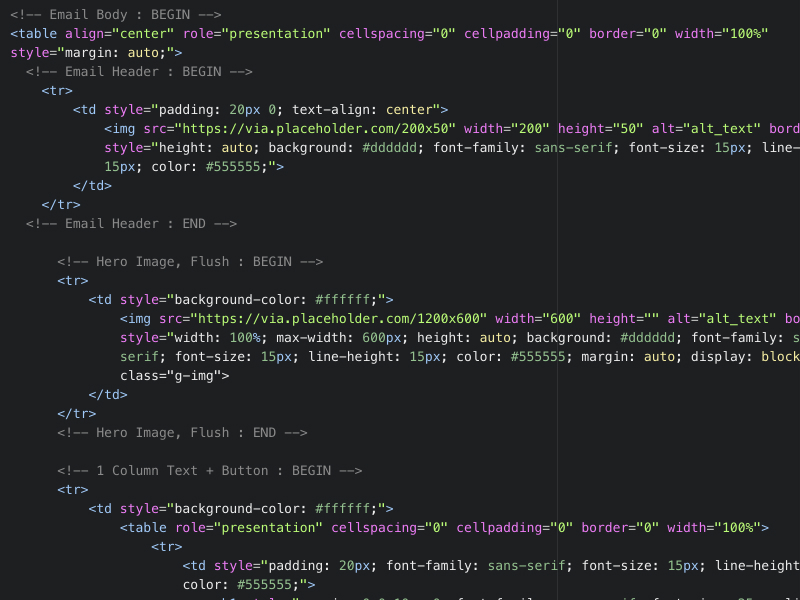 <!-- Email Body : BEGIN -->
<table align="center" role="presentation" cellspacing="0" cellpadding="0" border="0" width="100%"
style="margin: auto;">
<!-- Email Header : BEGIN -->
<tr>
<td style="padding: 20px 0; text-align: center">
<img src="https://via.placeholder.com/200x50" width="200" height="50" alt="alt_text" bord
style="height: auto; background: #dddddd; font-family: sans-serif; font-size: 15px; line-
15px; color: #555555;">
</td>
</tr>
<!-- Email Header : END -->
<!-- Hero Image, Flush : BEGIN -->
<tr>
<td style="background-color: #ffffff;">
<img src="https://via.placeholder.com/1200x600" width="600" height="" alt="alt_text" bo
style="width: 100%; max-width: 600px; height: auto; background: #dddddd; font-family: s
serif; font-size: 15px; line-height: 15px; color: #555555; margin: auto; display: block
class="g-img">
</td>
</tr>
<!-- Hero Image, Flush : END -->
<!-- 1 Column Text + Button : BEGIN -->
<tr>
<td style="background-color: #ffffff;">
<table role="presentation" cellspacing="0" cellpadding="0" border="0" width="100%">
<tr>
<td style="padding: 20px; font-family: sans-serif; font-size: 15px; line-height
color: #555555;">